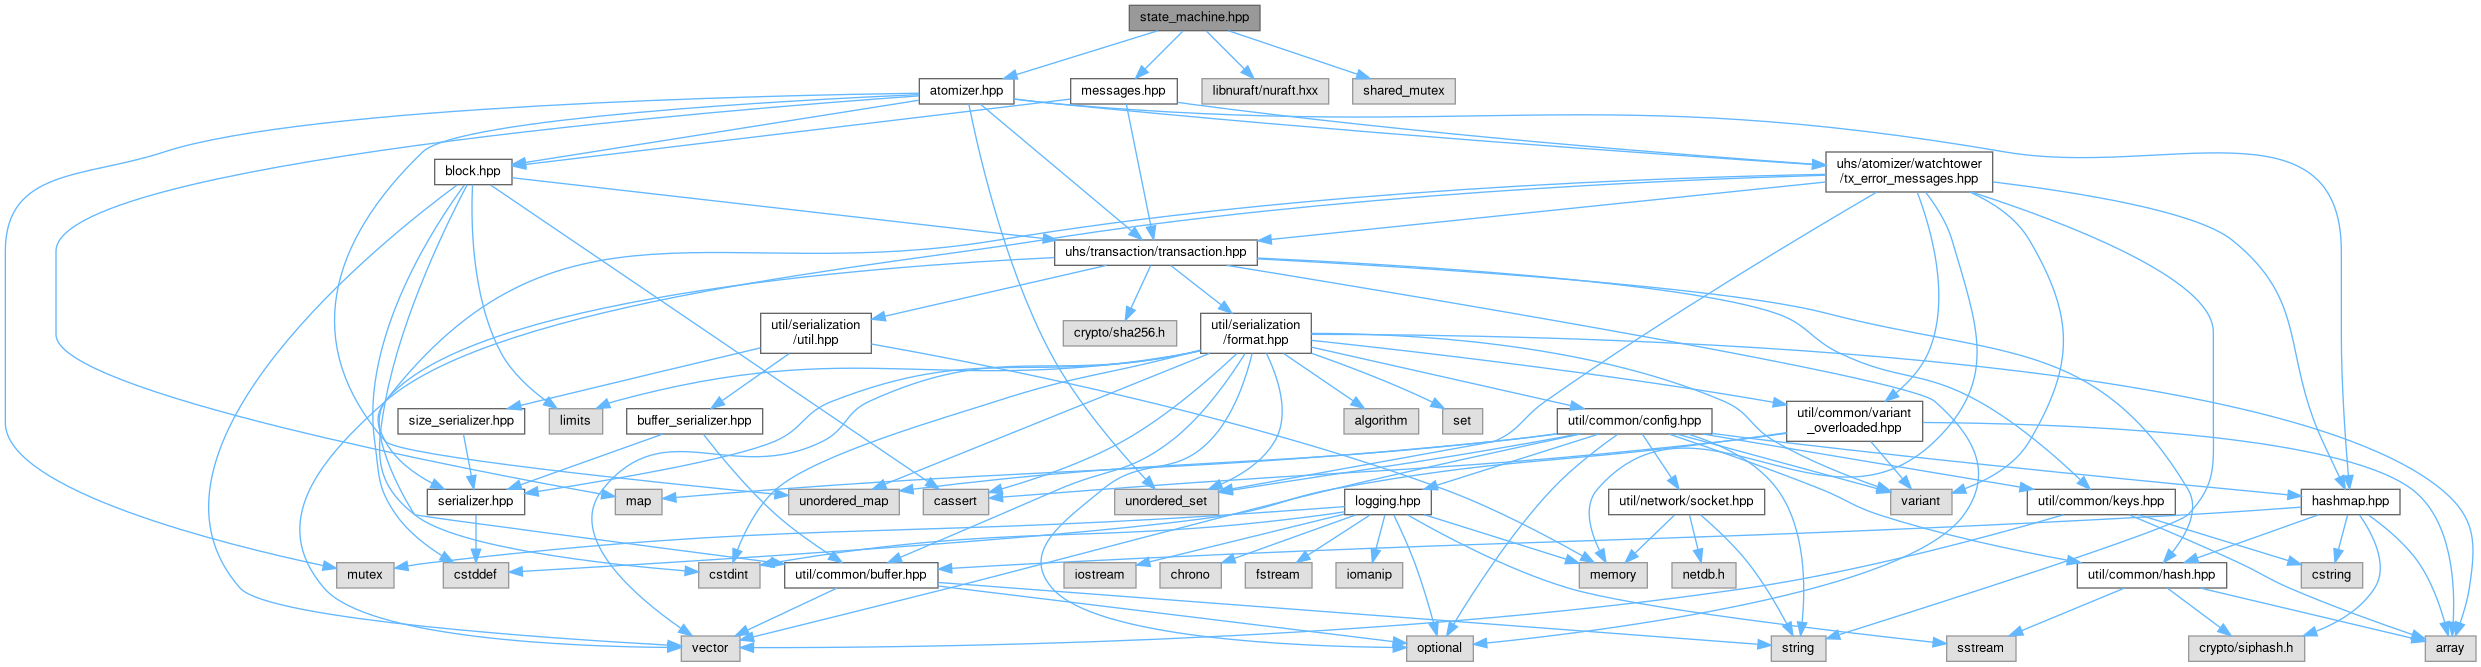 state_machine.hpp
atomizer.hpp
messages.hpp
libnuraft/nuraft.hxx
shared_mutex
block.hpp
uhs/atomizer/watchtower
/tx_error_messages.hpp
uhs/transaction/transaction.hpp
util/serialization
/util.hpp
crypto/sha256.h
util/serialization
/format.hpp
size_serializer.hpp
limits
buffer_serializer.hpp
algorithm
set
util/common/config.hpp
util/common/variant
_overloaded.hpp
serializer.hpp
map
unordered_map
cassert
unordered_set
logging.hpp
util/network/socket.hpp
variant
util/common/keys.hpp
hashmap.hpp
mutex
cstddef
cstdint
util/common/buffer.hpp
iostream
chrono
fstream
iomanip
memory
netdb.h
util/common/hash.hpp
cstring
vector
optional
string
sstream
crypto/siphash.h
array